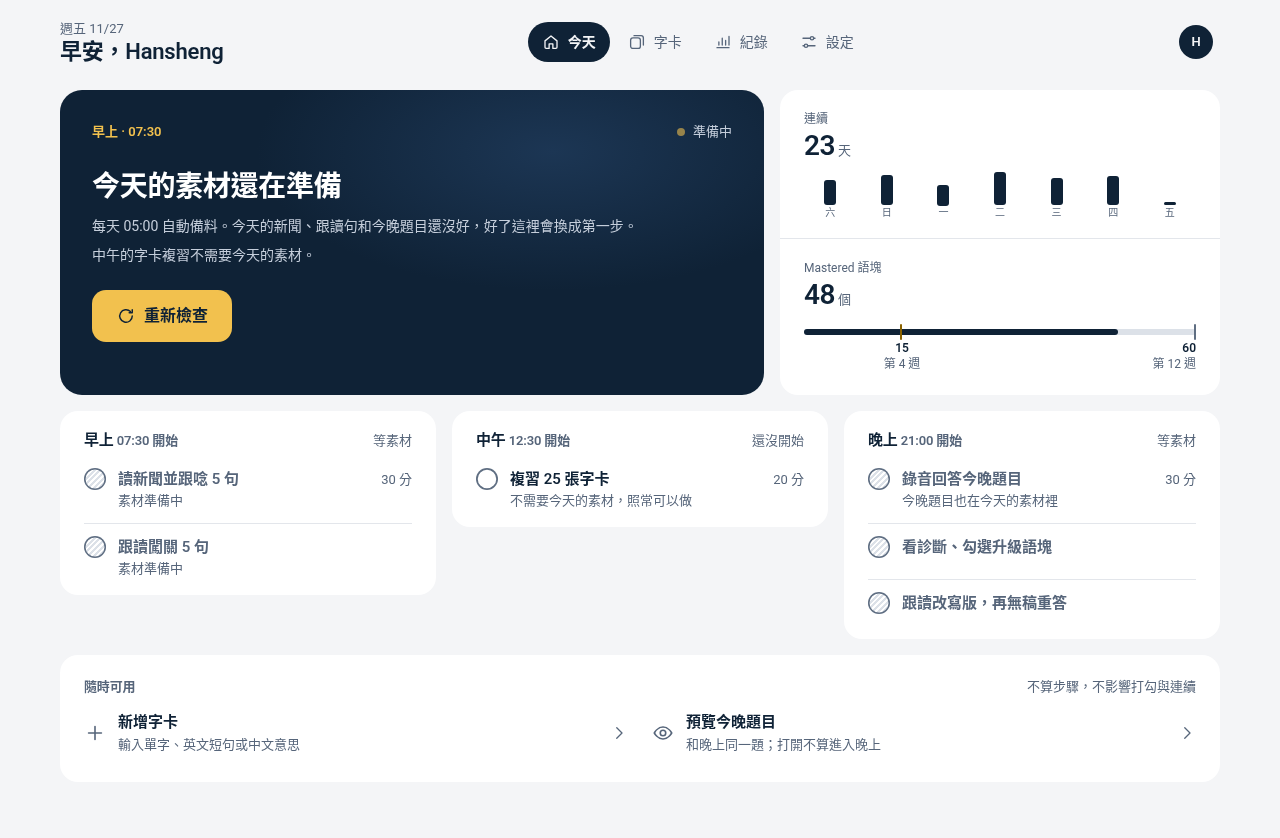 週五 11/27
早安，Hansheng
今天
字卡
紀錄
設定
H
早上 · 07:30
準備中
今天的素材還在準備
每天 05:00 自動備料。今天的新聞、跟讀句和今晚題目還沒好，好了這裡會換成第一步。
中午的字卡複習不需要今天的素材。
重新檢查
連續
23 天
六 日 一 二 三 四 五
Mastered 語塊
48 個
15 60
第 4 週 第 12 週
早上 07:30 開始 等素材
讀新聞並跟唸 5 句 30 分
素材準備中
跟讀闖關 5 句
素材準備中
中午 12:30 開始 還沒開始
複習 25 張字卡 20 分
不需要今天的素材，照常可以做
晚上 21:00 開始 等素材
錄音回答今晚題目 30 分
今晚題目也在今天的素材裡
看診斷、勾選升級語塊
跟讀改寫版，再無稿重答
隨時可用 不算步驟，不影響打勾與連續
新增字卡
輸入單字、英文短句或中文意思
預覽今晚題目
和晚上同一題；打開不算進入晚上